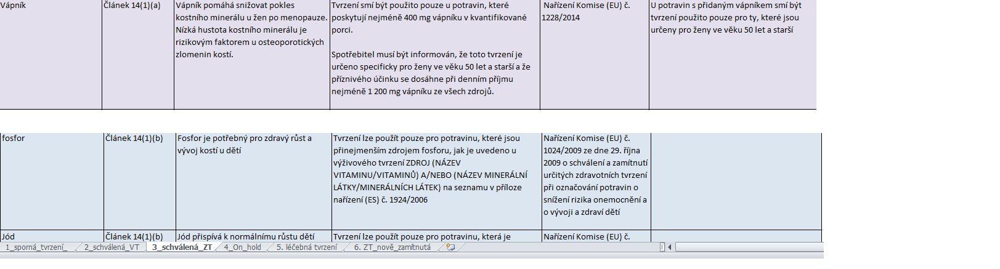 Vápník
Článek 14(1)(a)
Vápník pomáhá snižovat pokles
kostního minerálu u žen po menopauze.
Nízká hustota kostního minerálu je
rizikovým faktorem u osteoporotických
zlomenin kostí.
Tvrzení smí být použito pouze u potravin, které
poskytují nejméně 400 mg vápníku v kvantifikované
porci.
Spotřebitel musí být informován, že toto tvrzení je
určeno specificky pro ženy ve věku 50 let a starší a že
příznivého účinku se dosáhne při denním příjmu
nejméně 1 200 mg vápníku ze všech zdrojů.
Nařízení Komise (EU) č.
1228/2014
U potravin s přidaným vápníkem smí být
tvrzení použito pouze pro ty, které jsou
určeny pro ženy ve věku 50 let a starší
fosfor
Článek 14(1)(b)
Fosfor je potřebný pro zdravý růst a
vývoj kostí u dětí
Tvrzení lze použít pouze pro potravinu, které jsou
přinejmenším zdrojem fosforu, jak je uvedeno u
výživového tvrzení ZDROJ (NÁZEV
VITAMINU/VITAMINŮ) A/NEBO (NÁZEV MINERÁLNÍ
LÁTKY/MINERÁLNÍCH LÁTEK) na seznamu v příloze
nařízení (ES) č. 1924/2006
Nařízení Komise (EU) č.
1024/2009 ze dne 29. října
2009 o schválení a zamítnutí
určitých zdravotních tvrzení
při označování potravin o
snížení rizika onemocnění a
o vývoji a zdraví dětí
Jód
Článek 14(1)(b)
Jód přispívá k normálnímu růstu dětí
Tvrzení lze použít pouze pro potravinu, která je
Nařízení Komise (EU) č.
1_sporná_tvrzení_
2_schválená_VT
3_schválená_ZT
4_On_hold
5. léčebná tvrzení
6. ZT_nově_zamítnutá